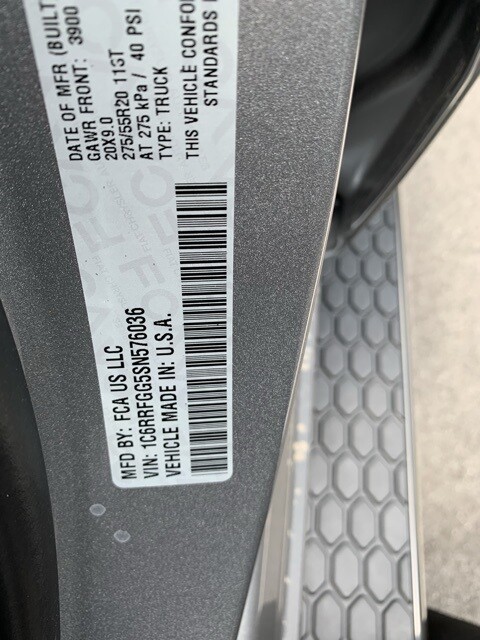 MFD BY: FCA US LLC
VIN: 1C6RRFGG5SN576036
VEHICLE MADE IN: U.S.A.
DATE OF MFR (BUILT
GAWR FRONT: 3900
20X9.0
275/55R20 113T
AT 275 kPa / 40 PSI
TYPE: TRUCK
THIS VEHICLE CONFOR
STANDARDS